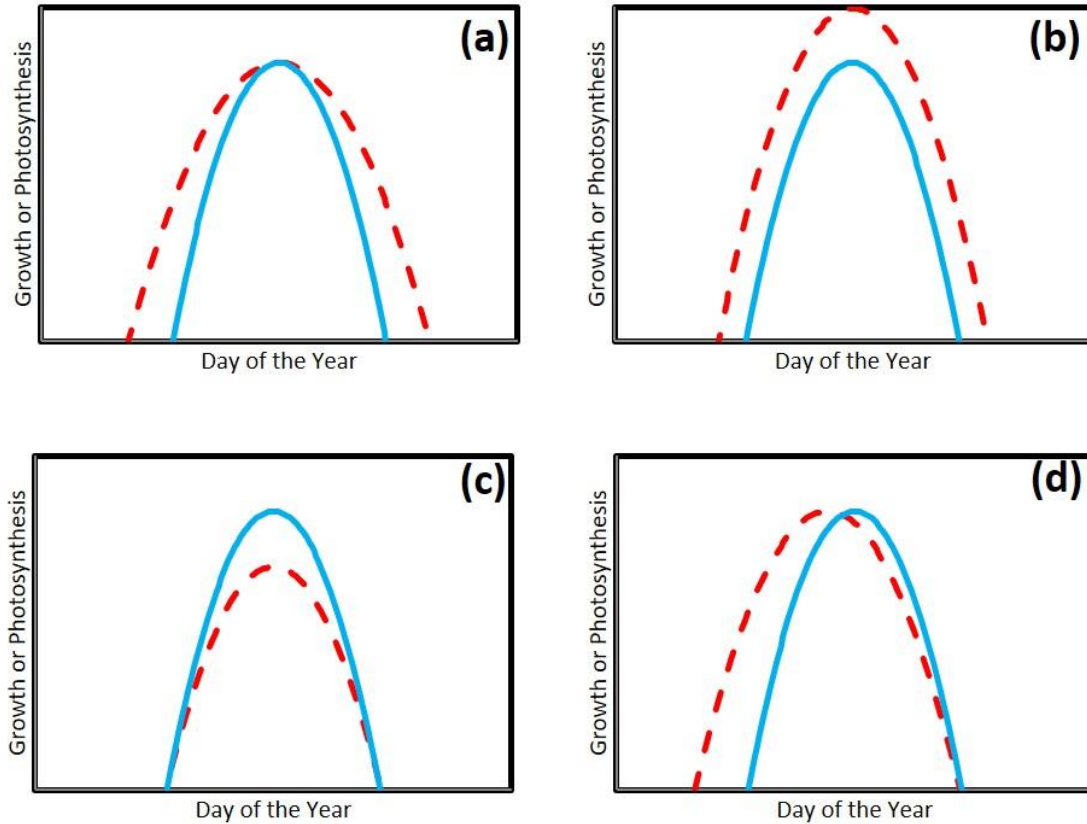 (a)
Growth or Photosynthesis
Day of the Year
(b)
Growth or Photosynthesis
Day of the Year
(c)
Growth or Photosynthesis
Day of the Year
(d)
Growth or Photosynthesis
Day of the Year